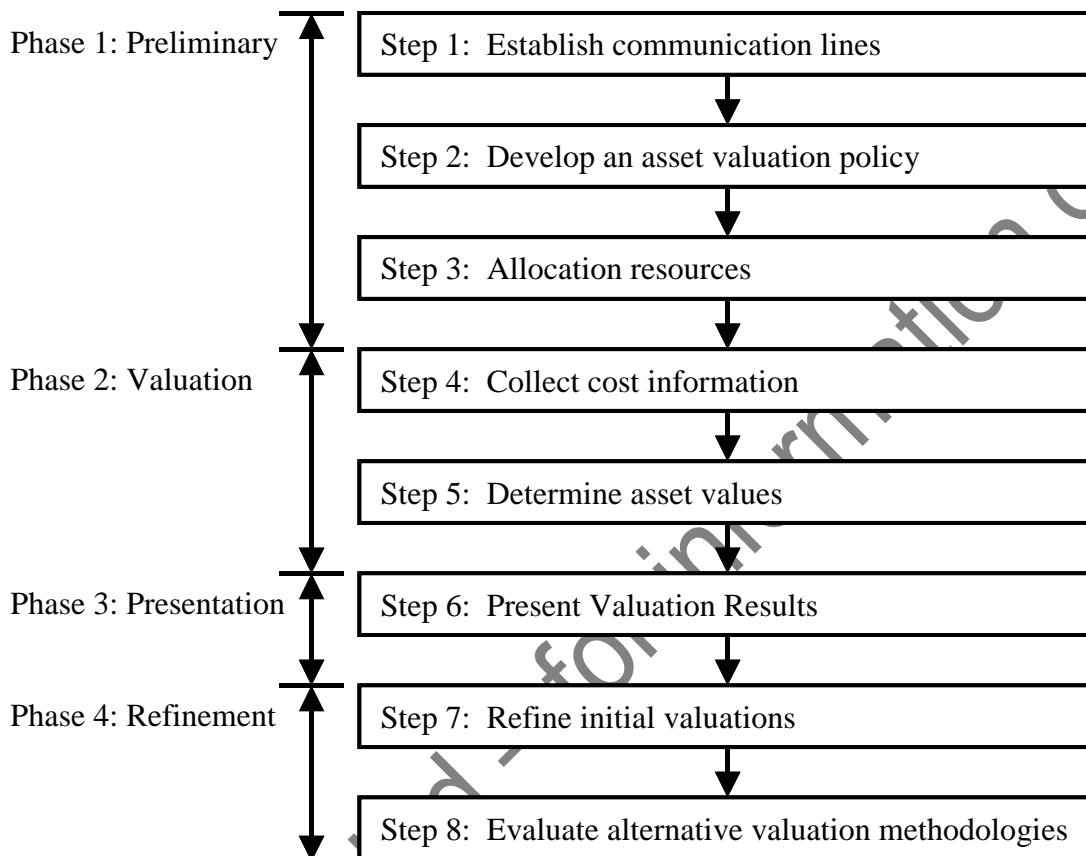 Phase 1: Preliminary
Step 1: Establish communication lines
Step 2: Develop an asset valuation policy
Step 3: Allocation resources
Phase 2: Valuation
Step 4: Collect cost information
Step 5: Determine asset values
Phase 3: Presentation
Step 6: Present Valuation Results
Phase 4: Refinement
Step 7: Refine initial valuations
Step 8: Evaluate alternative valuation methodologies
for information